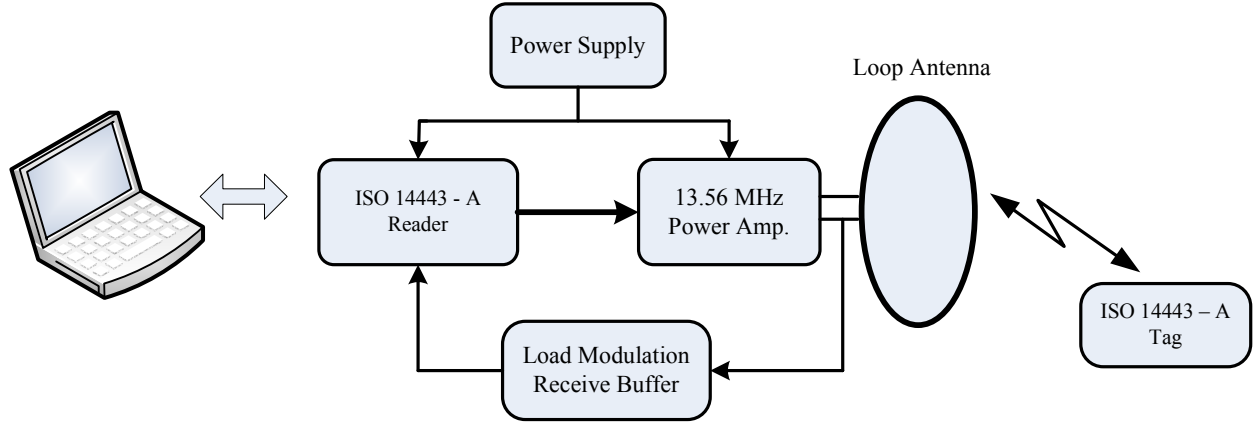 Power Supply
Loop Antenna
ISO 14443 - A
Reader
13.56 MHz
Power Amp.
ISO 14443 – A
Tag
Load Modulation
Receive Buffer